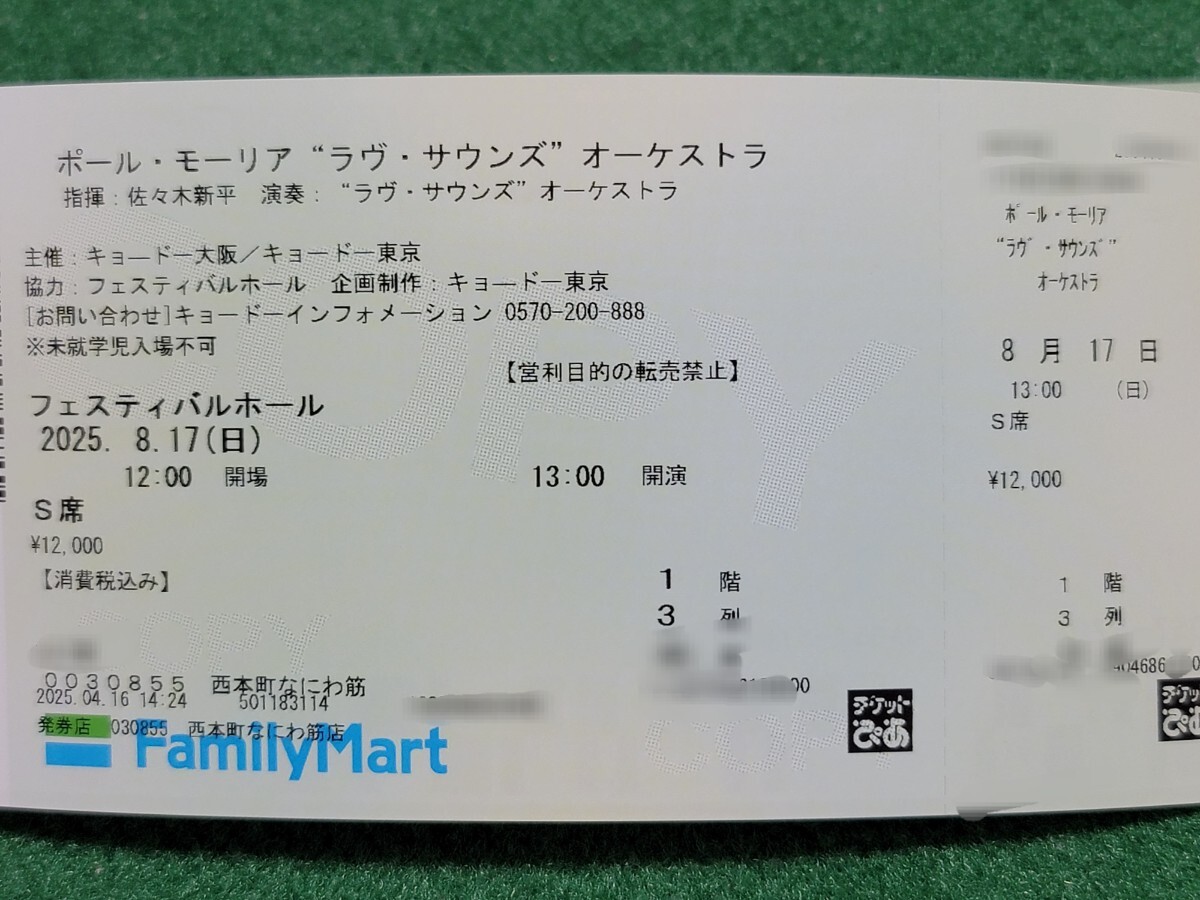 ポール・モーリア“ラヴ・サウンズ”オーケストラ
指揮：佐々木新平　演奏：“ラヴ・サウンズ”オーケストラ
主催：キョードー大阪／キョードー東京
協力：フェスティバルホール　企画制作：キョードー東京
[お問い合わせ]キョードーインフォメーション 0570-200-888
※未就学児入場不可
【営利目的の転売禁止】
フェスティバルホール
2025. 8.17(日)
12:00 開場 13:00 開演
S席
¥12,000
【消費税込み】
1 階
3 列
0030855 西本町なにわ筋
2025.04.16 14:24 501183114
発券店 030855 西本町なにわ筋店
FamilyMart
チケットぴあ
COPY
COPY
COPY
ﾎﾟｰﾙ・ﾓｰﾘｱ
“ﾗｳﾞ・ｻｳﾝｽﾞ”
ｵｰｹｽﾄﾗ
8 月 17 日
13:00 (日)
S席
¥12,000
1 階
3 列